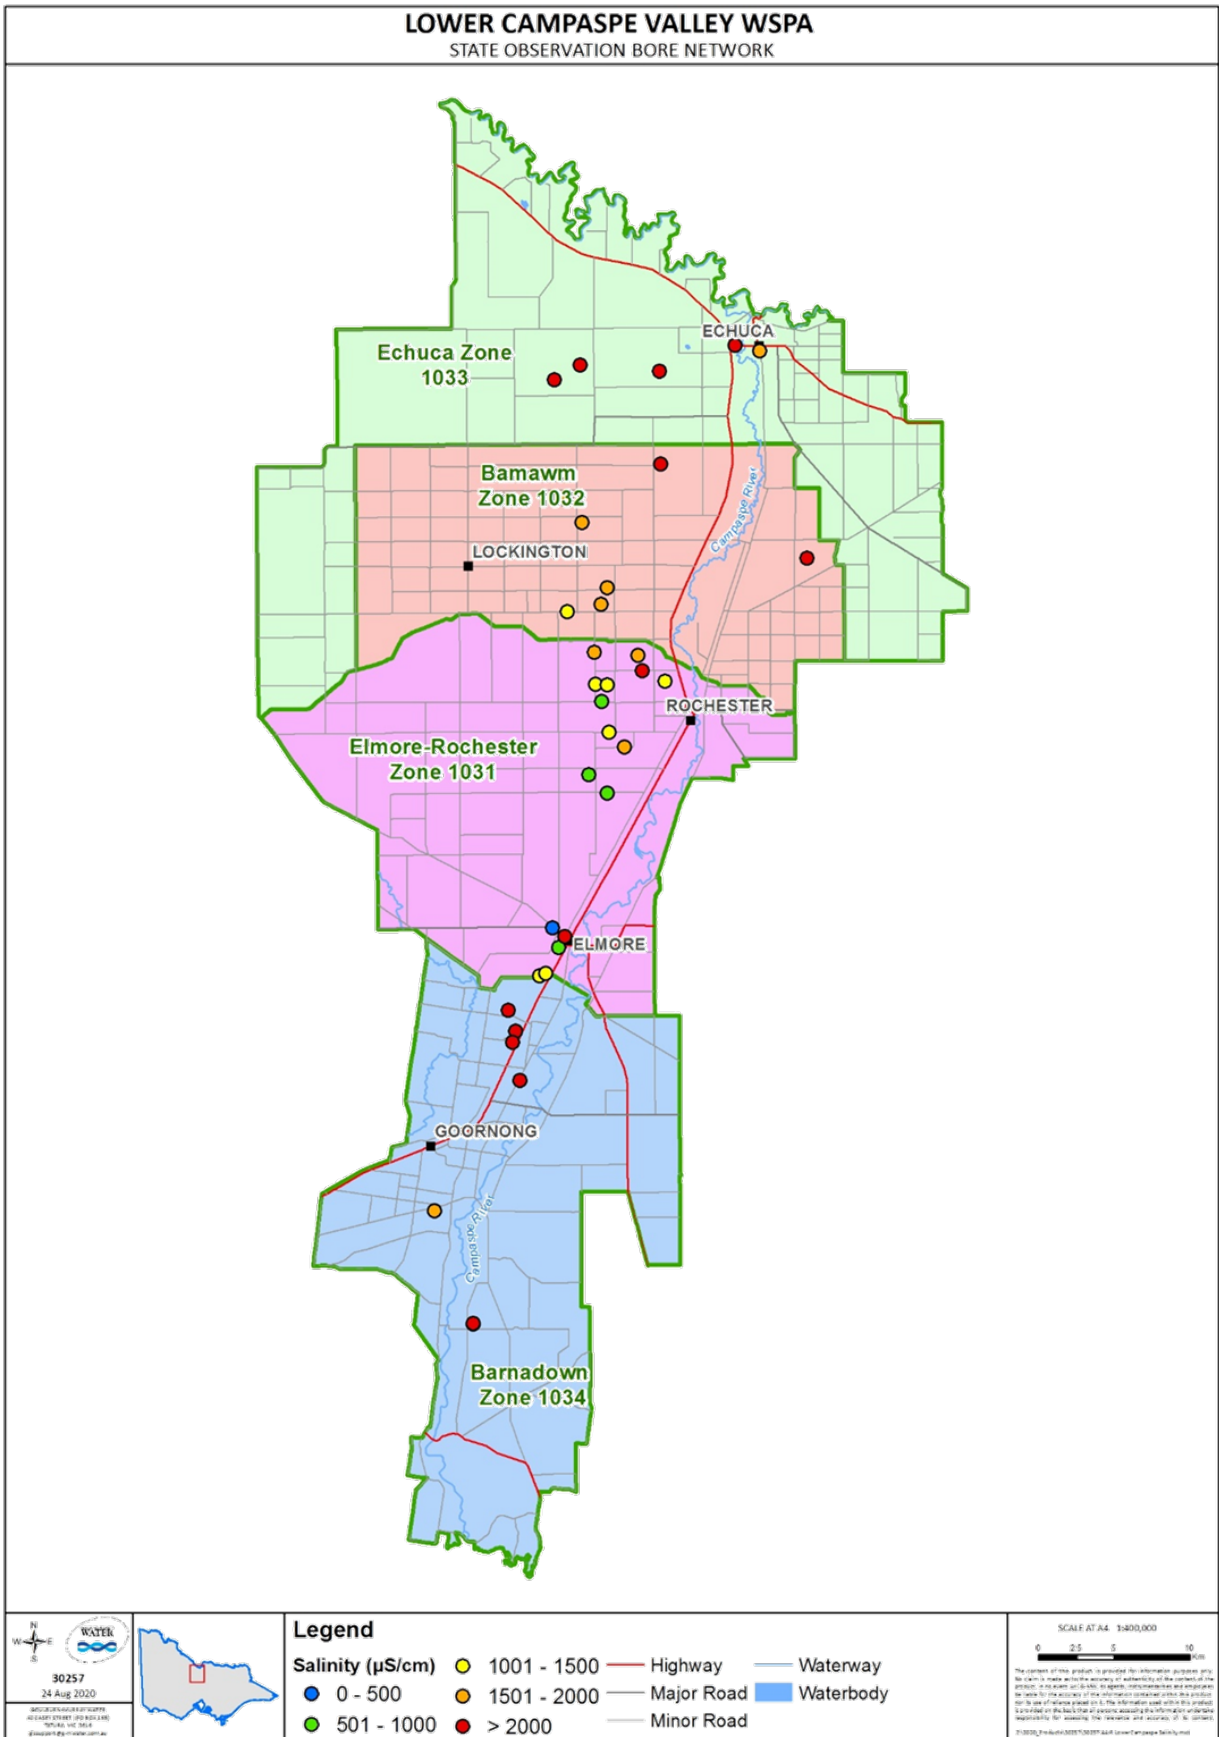 LOWER CAMPASPE VALLEY WSPA
STATE OBSERVATION BORE NETWORK
ECHUCA
Echuca Zone
1033
Bamawm
Zone 1032
Campaspe River
LOCKINGTON
ROCHESTER
Elmore-Rochester
Zone 1031
ELMORE
GOORNONG
Campaspe River
Barnadown
Zone 1034
N
W E
S
WATER
30257
24 Aug 2020
Legend
Salinity (µS/cm)
0 - 500
501 - 1000
1001 - 1500
1501 - 2000
> 2000
Highway
Major Road
Minor Road
Waterway
Waterbody
SCALE AT A4 1:400,000
0 2.5 5 10
Km